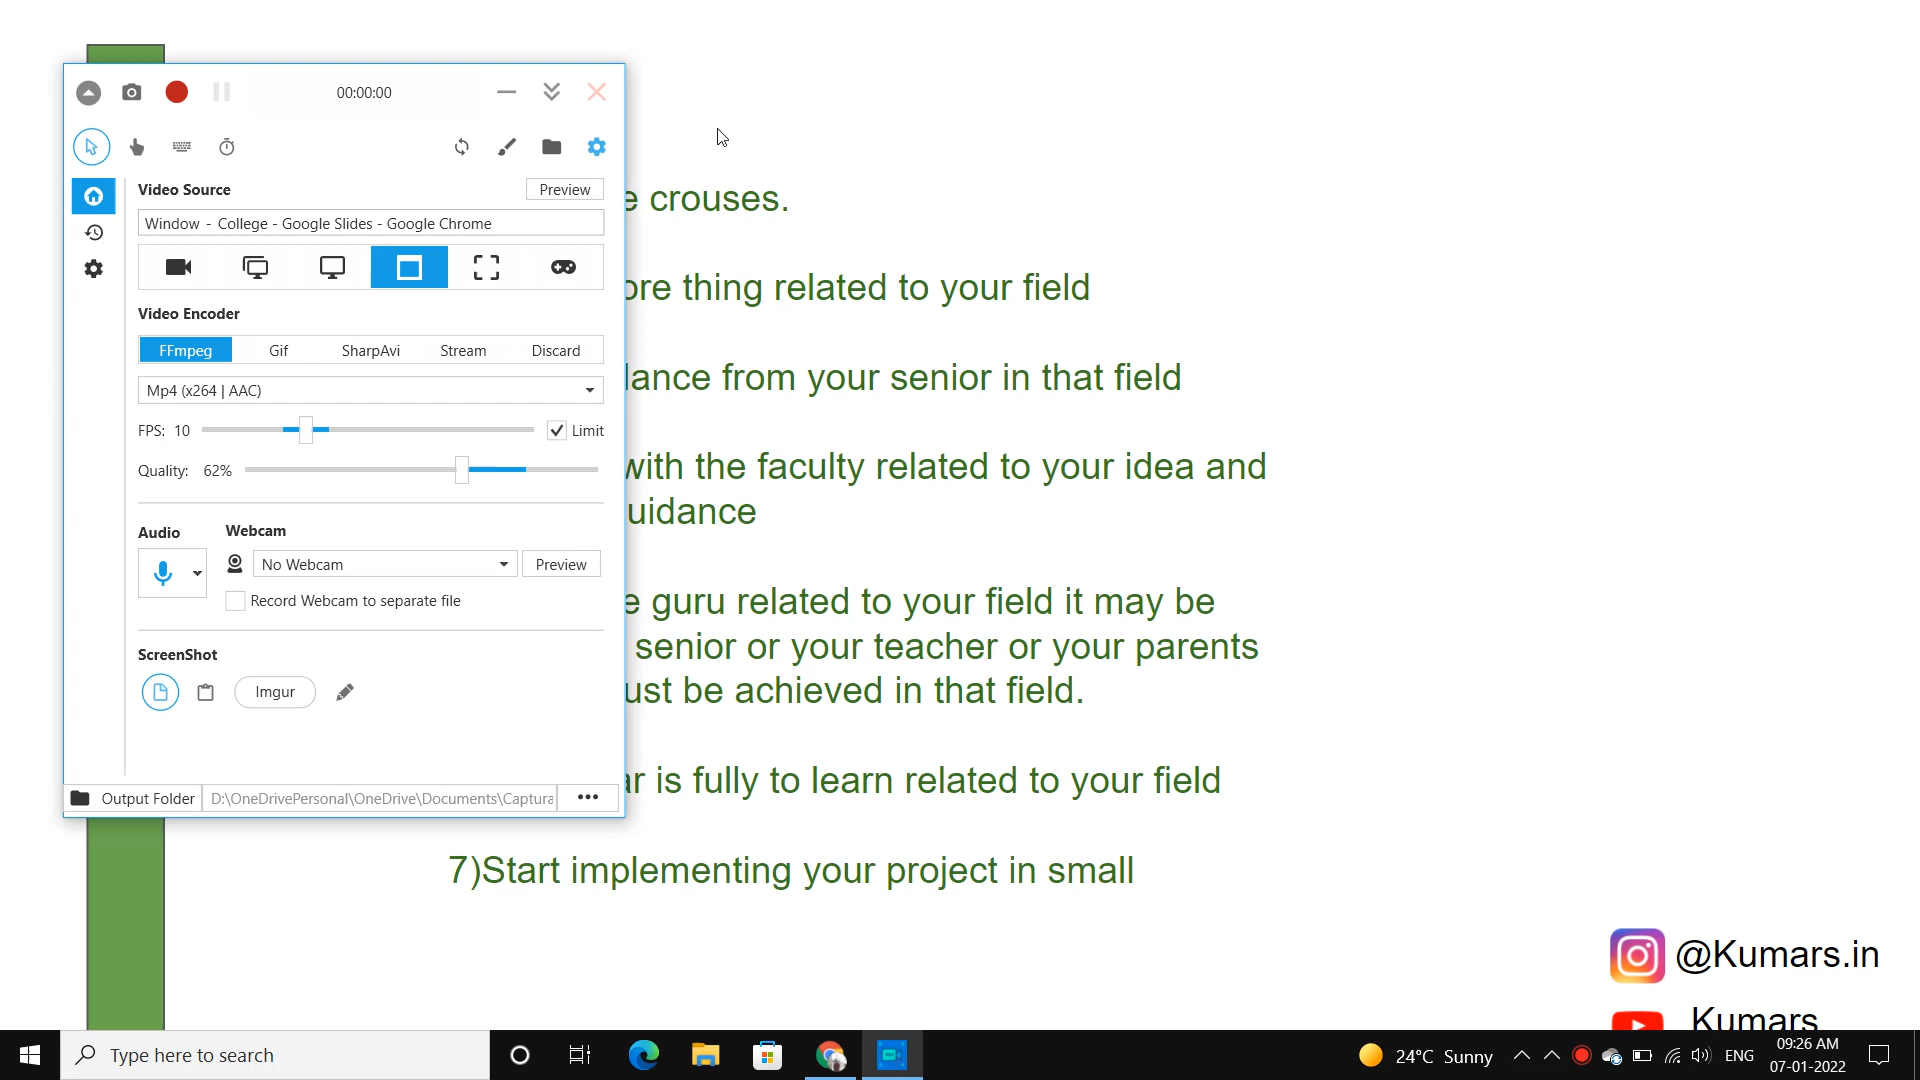 00:00:00
Video Source
Preview
Window - College - Google Slides - Google Chrome
Video Encoder
FFmpeg Gif SharpAvi Stream Discard
Mp4 (x264 | AAC)
FPS: 10
Limit
Quality: 62%
Audio
Webcam
No Webcam
Preview
Record Webcam to separate file
ScreenShot
Imgur
Output Folder
D:\OneDrivePersonal\OneDrive\Documents\Captura
•••
e crouses.
ore thing related to your field
lance from your senior in that field
with the faculty related to your idea and
uidance
e guru related to your field it may be
senior or your teacher or your parents
ust be achieved in that field.
ar is fully to learn related to your field
7)Start implementing your project in small
@Kumars.in
Kumars
Type here to search
24°C Sunny
ENG
09:26 AM
07-01-2022